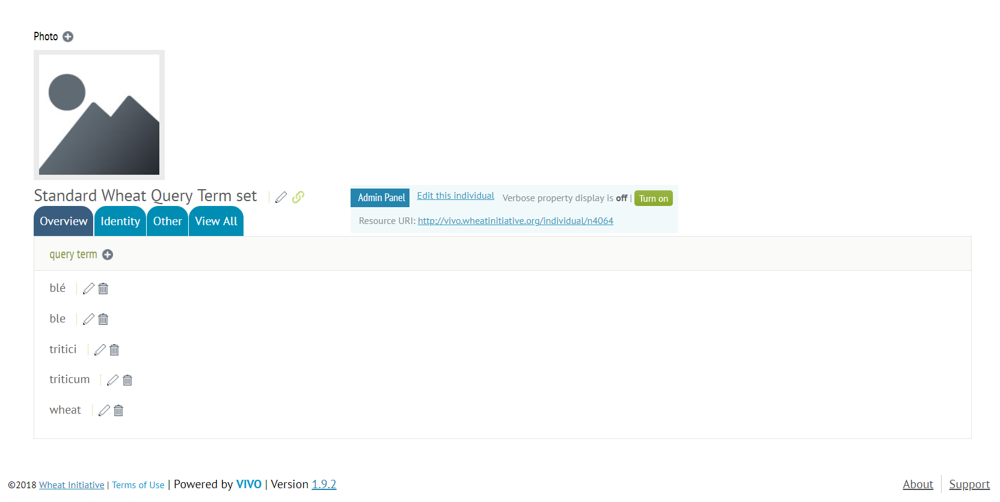 Photo
Standard Wheat Query Term set
Admin Panel Edit this individual Verbose property display is off | Turn on
Resource URI: http://vivo.wheatinitiative.org/individual/n4064
Overview Identity Other View All
query term
blé
ble
tritici
triticum
wheat
©2018 Wheat Initiative | Terms of Use | Powered by VIVO | Version 1.9.2
About Support